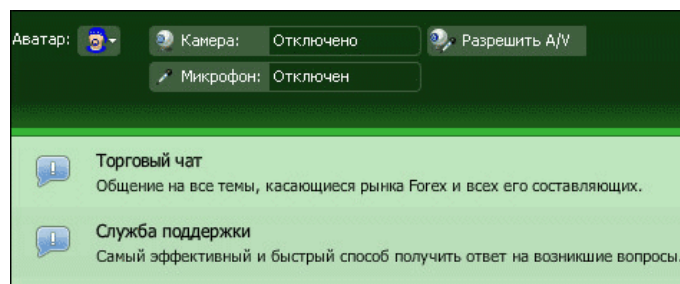 Аватар:
Камера: Отключено
Разрешить A/V
Микрофон: Отключен
Торговый чат
Общение на все темы, касающиеся рынка Forex и всех его составляющих.
Служба поддержки
Самый эффективный и быстрый способ получить ответ на возникшие вопросы.